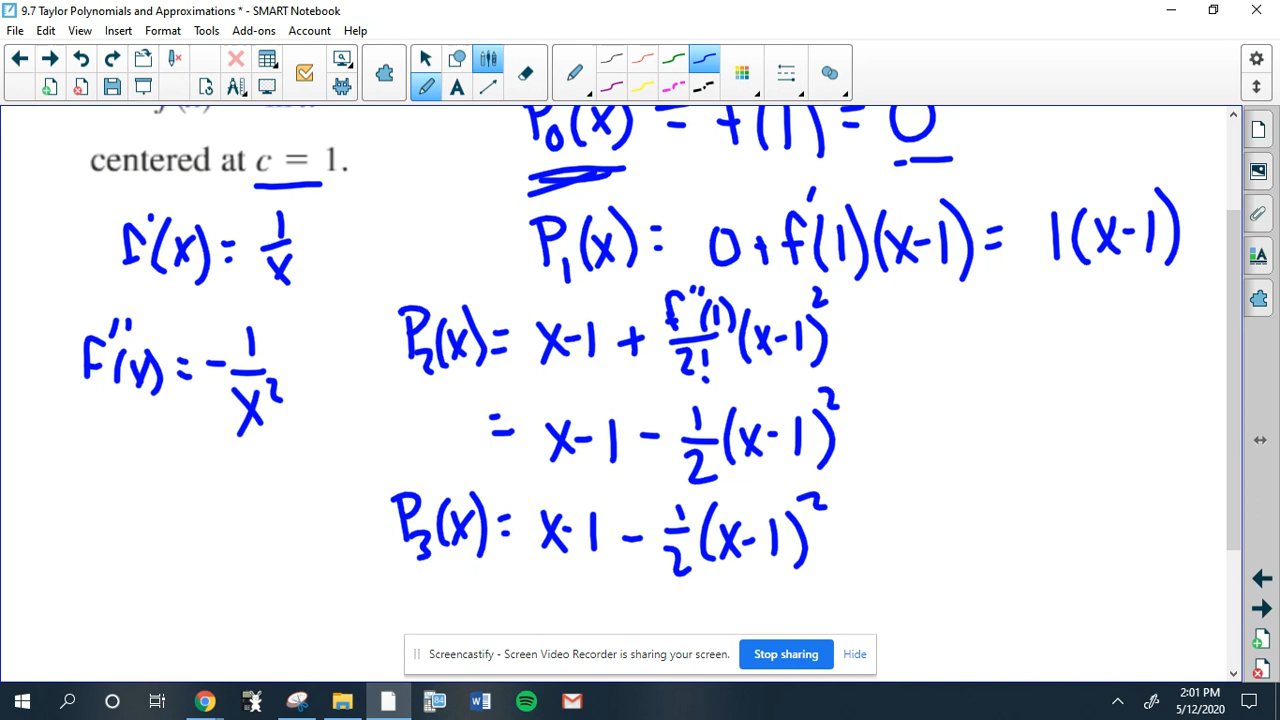 9.7 Taylor Polynomials and Approximations * - SMART Notebook
File Edit View Insert Format Tools Add-ons Account Help
P₀(x) = f(1) = 0
centered at c = 1.
f'(x) = 1/x
P₁(x) = 0 + f'(1)(x-1) = 1(x-1)
f''(x) = -1/x²
P₂(x) = x-1 + f''(1)/2! (x-1)²
= x-1 - 1/2 (x-1)²
P₃(x) = x-1 - 1/2 (x-1)²
Screencastify - Screen Video Recorder is sharing your screen. Stop sharing Hide
2:01 PM
5/12/2020